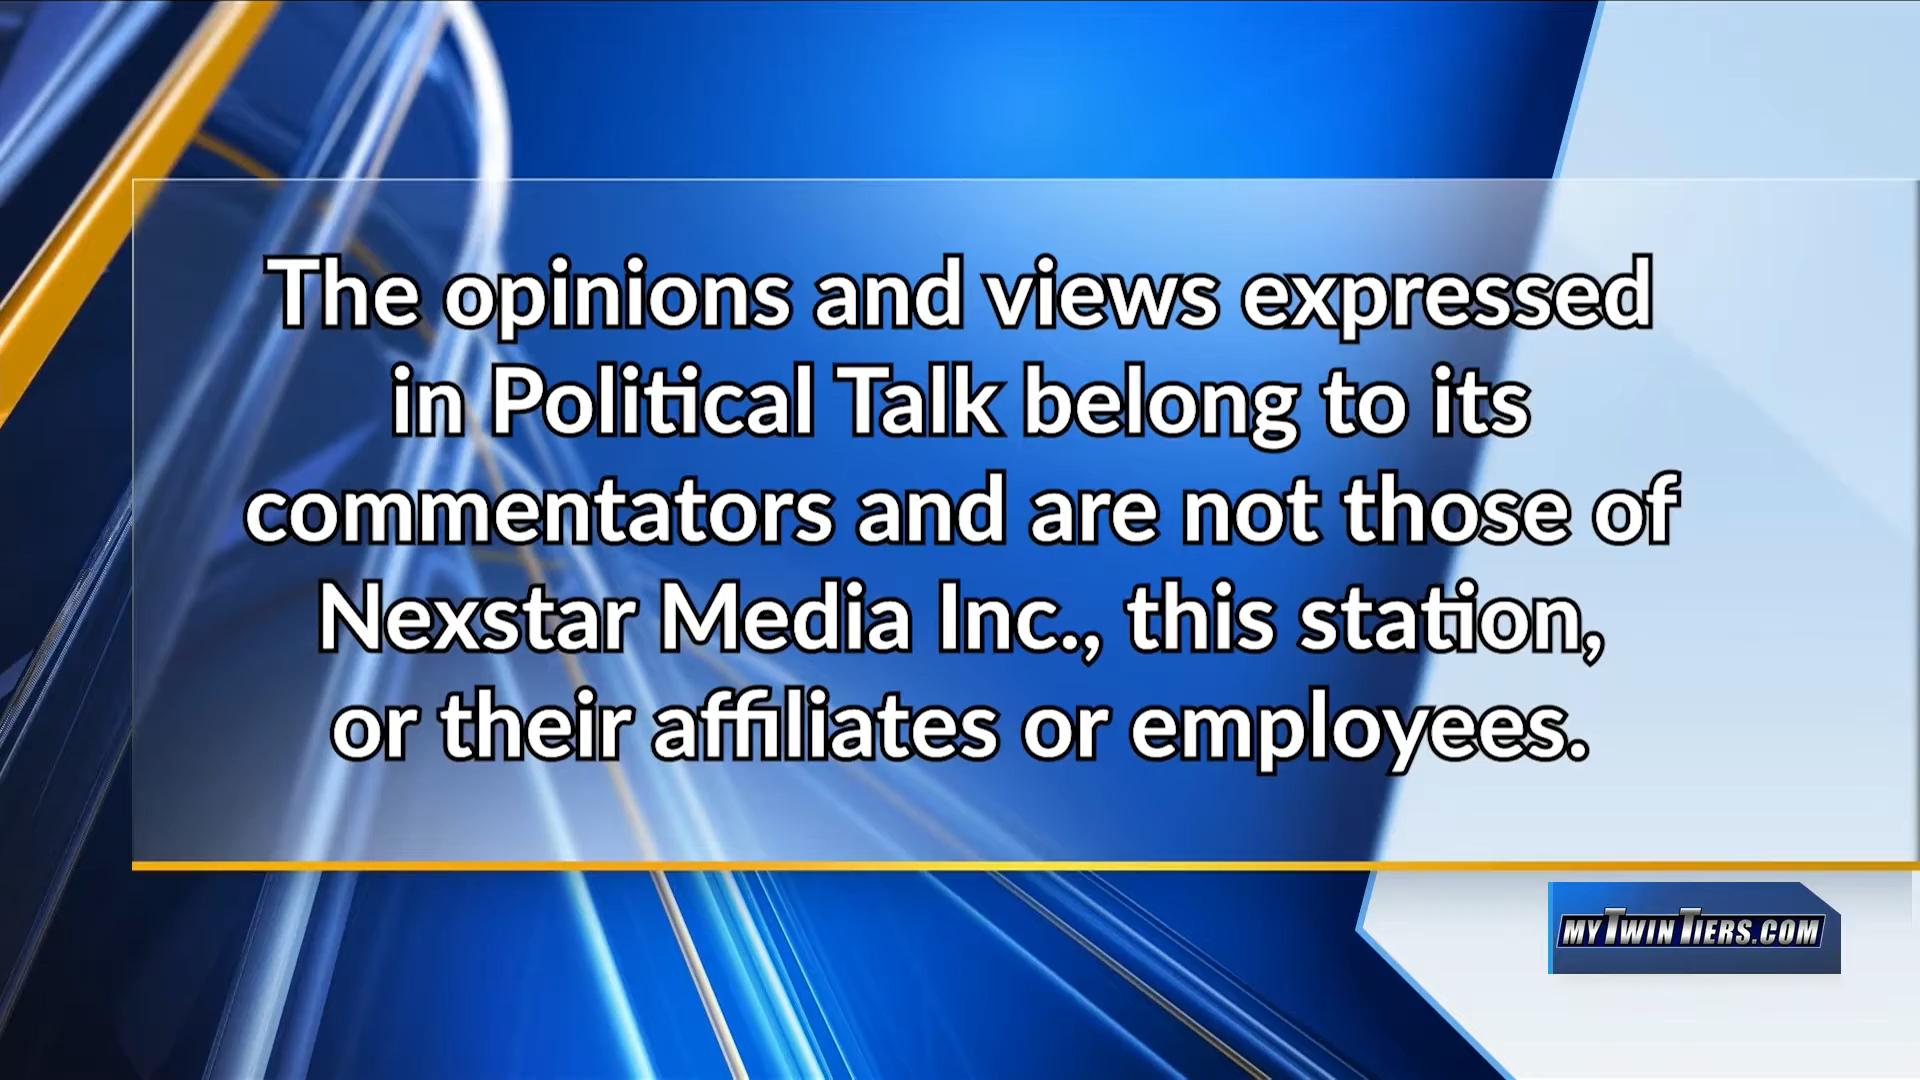 The opinions and views expressed
in Political Talk belong to its
commentators and are not those of
Nexstar Media Inc., this station,
or their affiliates or employees.
MYTWINTIERS.COM